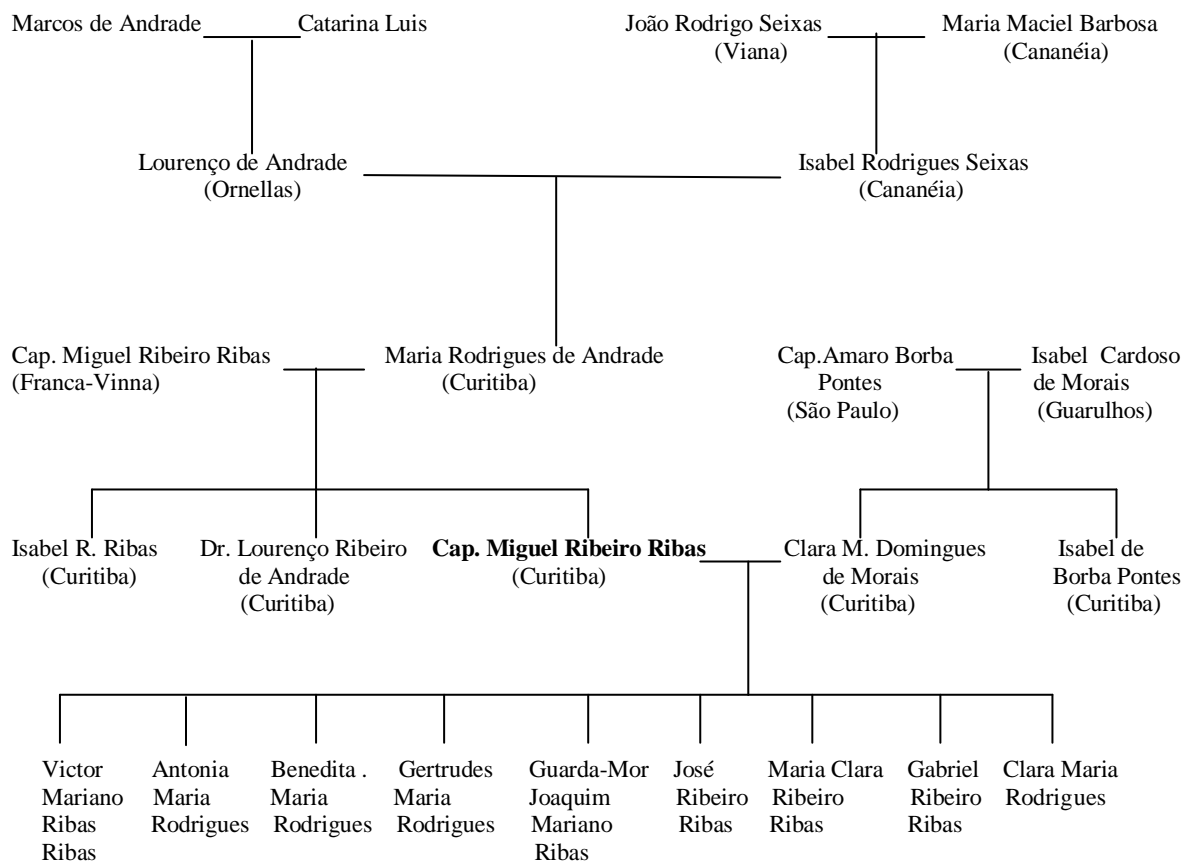 Marcos de Andrade
Catarina Luis
João Rodrigo Seixas
(Viana)
Maria Maciel Barbosa
(Cananéia)
Lourenço de Andrade
(Ornellas)
Isabel Rodrigues Seixas
(Cananéia)
Cap. Miguel Ribeiro Ribas
(Franca-Vinna)
Maria Rodrigues de Andrade
(Curitiba)
Cap.Amaro Borba
Pontes
(São Paulo)
Isabel Cardoso
de Morais
(Guarulhos)
Isabel R. Ribas
(Curitiba)
Dr. Lourenço Ribeiro
de Andrade
(Curitiba)
Cap. Miguel Ribeiro Ribas
(Curitiba)
Clara M. Domingues
de Morais
(Curitiba)
Isabel de
Borba Pontes
(Curitiba)
Victor
Mariano
Ribas
Ribas
Antonia
Maria
Rodrigues
Benedita .
Maria
Rodrigues
Gertrudes
Maria
Rodrigues
Guarda-Mor
Joaquim
Mariano
Ribas
José
Ribeiro
Ribas
Maria Clara
Ribeiro
Ribas
Gabriel
Ribeiro
Ribas
Clara Maria
Rodrigues